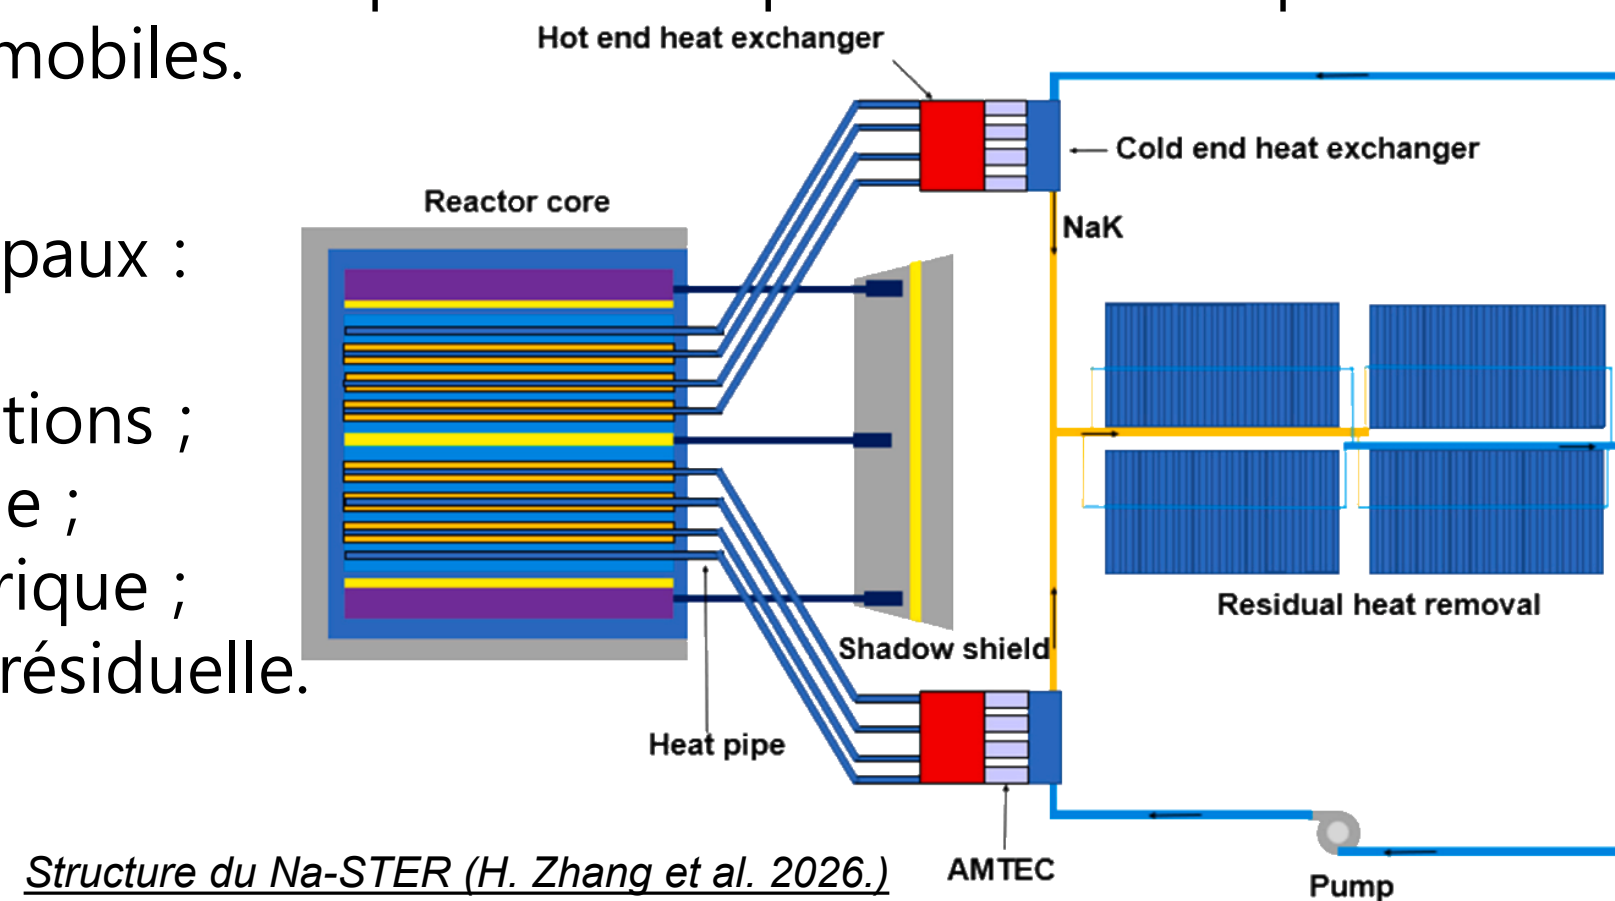 mobiles.
Hot end heat exchanger
Cold end heat exchanger
Reactor core
NaK
paux :
tions ;
e ;
rique ;
Residual heat removal
Shadow shield
résiduelle.
Heat pipe
Structure du Na-STER (H. Zhang et al. 2026.)
AMTEC
Pump